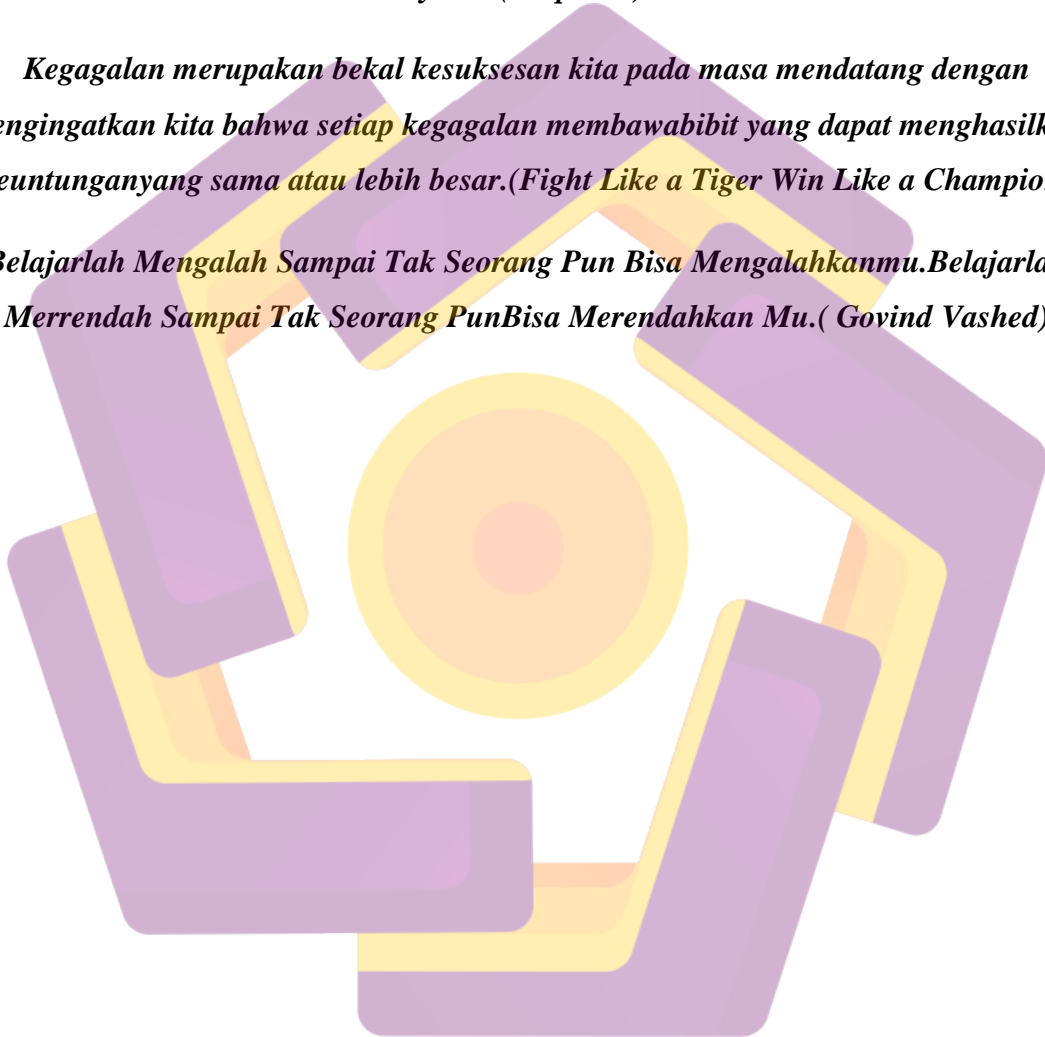 Kegagalan merupakan bekal kesuksesan kita pada masa mendatang dengan
engingatkan kita bahwa setiap kegagalan membawabibit yang dapat menghasilk
euntunganyang sama atau lebih besar.(Fight Like a Tiger Win Like a Champio
Belajarlah Mengalah Sampai Tak Seorang Pun Bisa Mengalahkanmu.Belajarla
Merrendah Sampai Tak Seorang PunBisa Merendahkan Mu.( Govind Vashed)